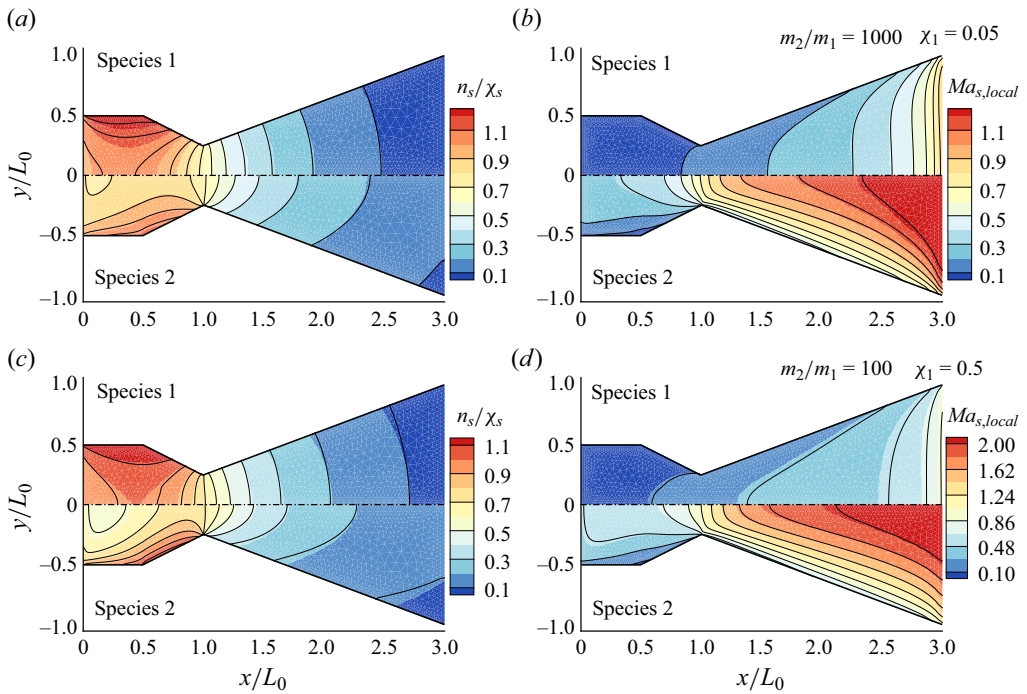 (a)
Species 1
Species 2
y/L₀
1.0
0.5
0
–0.5
–1.0
0 0.5 1.0 1.5 2.0 2.5 3.0
nₛ/χₛ
1.1
0.9
0.7
0.5
0.3
0.1
(b)
m₂/m₁ = 1000 χ₁ = 0.05
Species 1
Species 2
1.0
0.5
0
–0.5
–1.0
0 0.5 1.0 1.5 2.0 2.5 3.0
Maₛ,local
1.1
0.9
0.7
0.5
0.3
0.1
(c)
Species 1
Species 2
y/L₀
1.0
0.5
0
–0.5
–1.0
0 0.5 1.0 1.5 2.0 2.5 3.0
x/L₀
nₛ/χₛ
1.1
0.9
0.7
0.5
0.3
0.1
(d)
m₂/m₁ = 100 χ₁ = 0.5
Species 1
Species 2
1.0
0.5
0
–0.5
–1.0
0 0.5 1.0 1.5 2.0 2.5 3.0
x/L₀
Maₛ,local
2.00
1.62
1.24
0.86
0.48
0.10